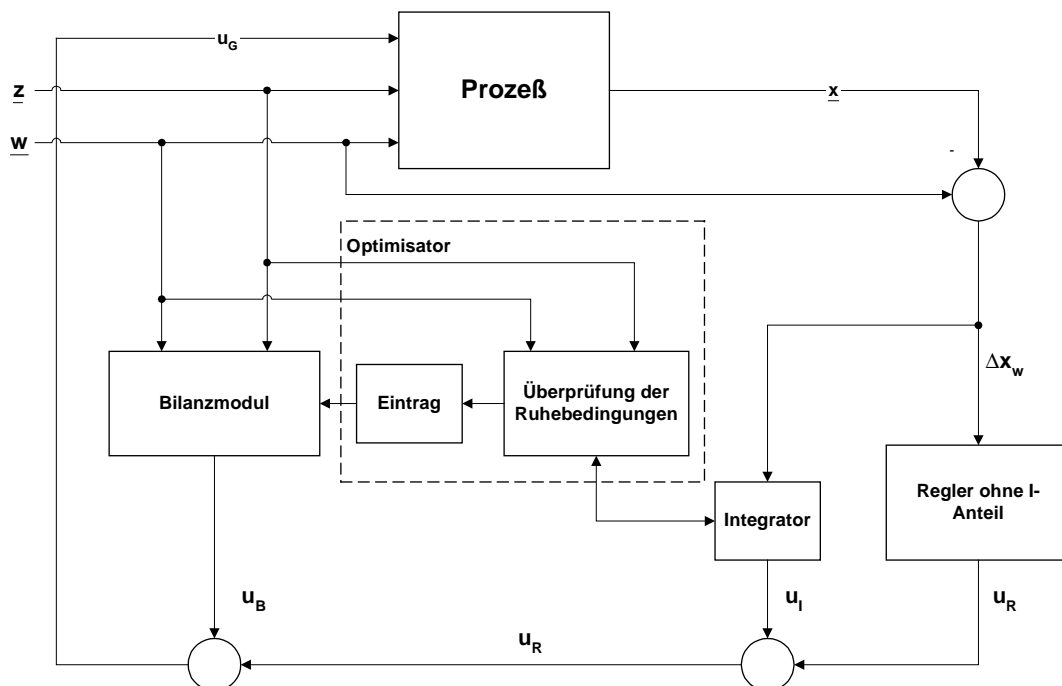 u_G
z
Prozeß
x
w
-
Optimisator
Δx_w
Bilanzmodul
Eintrag
Überprüfung der
Ruhebedingungen
Regler ohne I-
Anteil
Integrator
u_B
u_I
u_R
u_R